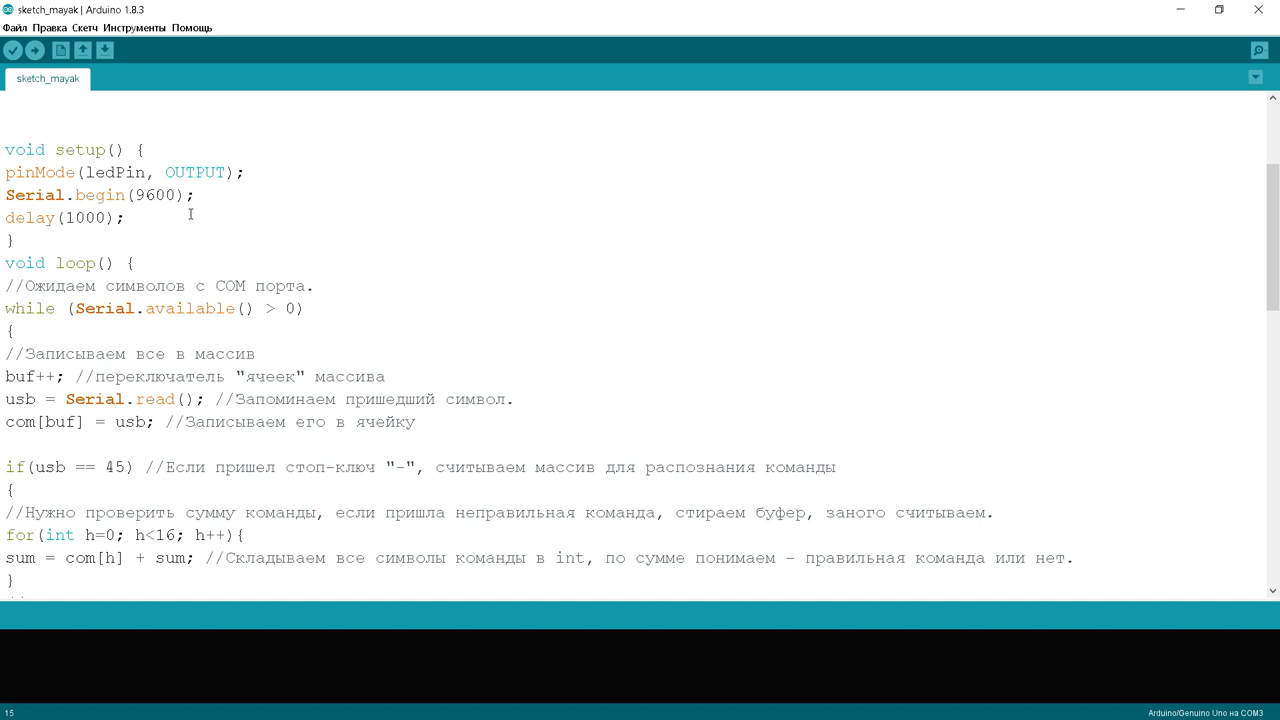 sketch_mayak | Arduino 1.8.3
Файл Правка Скетч Инструменты Помощь
sketch_mayak
void setup() {
pinMode(ledPin, OUTPUT);
Serial.begin(9600);
delay(1000);
}
void loop() {
//Ожидаем символов с COM порта.
while (Serial.available() > 0)
{
//Записываем все в массив
buf++; //переключатель "ячеек" массива
usb = Serial.read(); //Запоминаем пришедший символ.
com[buf] = usb; //Записываем его в ячейку
if(usb == 45) //Если пришел стоп-ключ "-", считываем массив для распознания команды
{
//Нужно проверить сумму команды, если пришла неправильная команда, стираем буфер, заного считываем.
for(int h=0; h<16; h++){
sum = com[h] + sum; //Складываем все символы команды в int, по сумме понимаем - правильная команда или нет.
}
15
Arduino/Genuino Uno на COM3